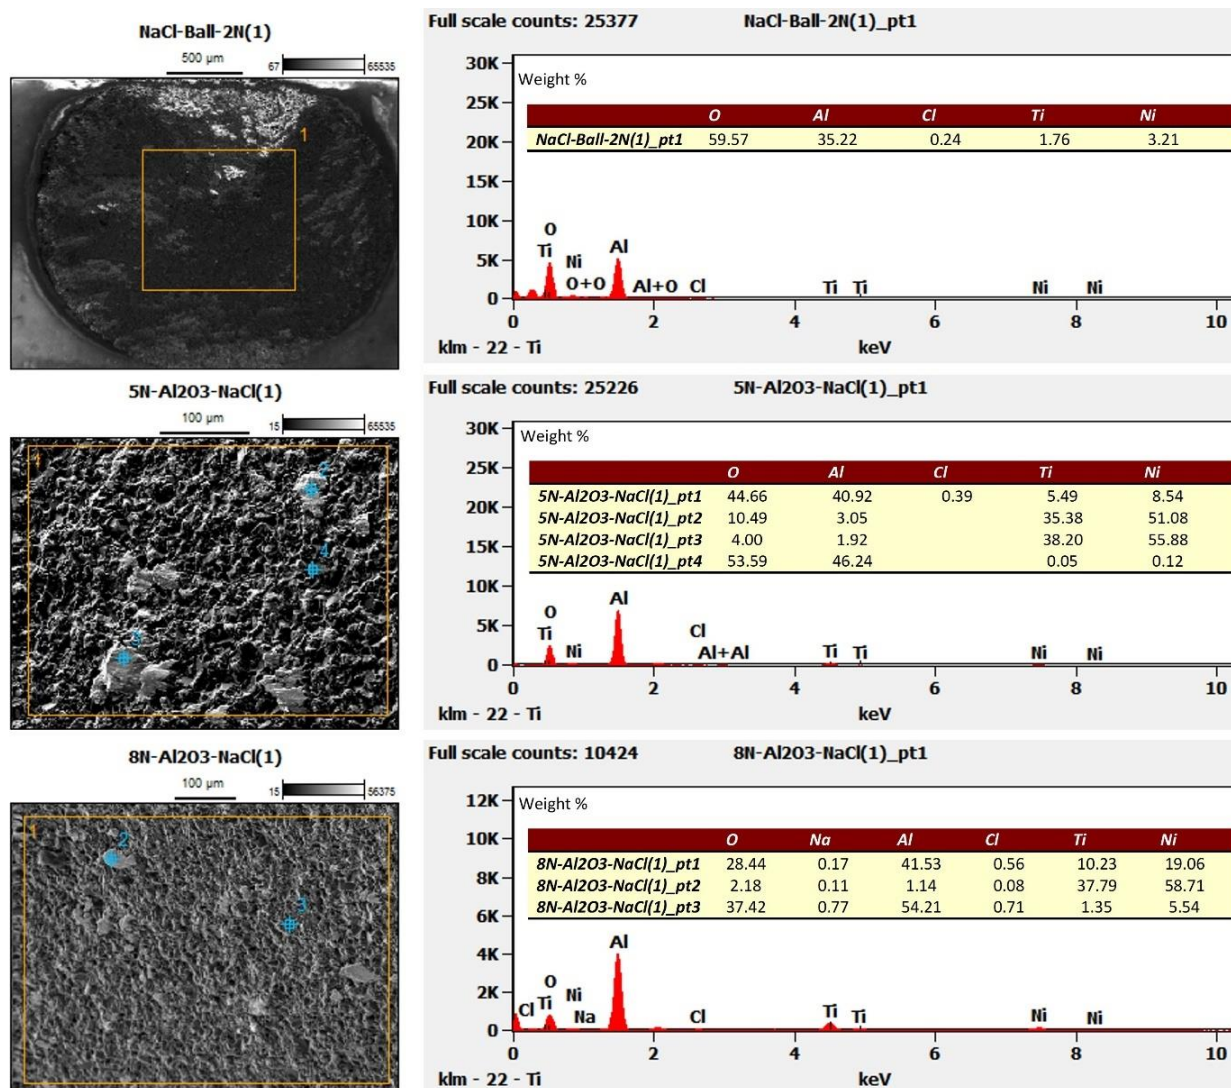 NaCl-Ball-2N(1)
500 µm
67 65535
1
Full scale counts: 25377 NaCl-Ball-2N(1)_pt1
30K
Weight %
25K
O Al Cl Ti Ni
NaCl-Ball-2N(1)_pt1 59.57 35.22 0.24 1.76 3.21
20K
15K
10K
O
Ti Ni Al
5K
O+O Al+O Cl Ti Ti Ni Ni
0
0 2 4 6 8 10
klm - 22 - Ti keV
5N-Al2O3-NaCl(1)
100 µm
15 65535
1
2
4
3
Full scale counts: 25226 5N-Al2O3-NaCl(1)_pt1
30K
Weight %
25K
O Al Cl Ti Ni
5N-Al2O3-NaCl(1)_pt1 44.66 40.92 0.39 5.49 8.54
20K
5N-Al2O3-NaCl(1)_pt2 10.49 3.05 35.38 51.08
5N-Al2O3-NaCl(1)_pt3 4.00 1.92 38.20 55.88
15K
5N-Al2O3-NaCl(1)_pt4 53.59 46.24 0.05 0.12
10K
Al
O
5K
Ti Ni Cl
Al+Al Ti Ti Ni Ni
0
0 2 4 6 8 10
klm - 22 - Ti keV
8N-Al2O3-NaCl(1)
100 µm
15 56375
1
2
3
Full scale counts: 10424 8N-Al2O3-NaCl(1)_pt1
12K
Weight %
10K
O Na Al Cl Ti Ni
8N-Al2O3-NaCl(1)_pt1 28.44 0.17 41.53 0.56 10.23 19.06
8K
8N-Al2O3-NaCl(1)_pt2 2.18 0.11 1.14 0.08 37.79 58.71
8N-Al2O3-NaCl(1)_pt3 37.42 0.77 54.21 0.71 1.35 5.54
6K
Al
4K
O
2K
Cl Ti Ni
Na Cl Ti Ti Ni Ni
0
0 2 4 6 8 10
klm - 22 - Ti keV